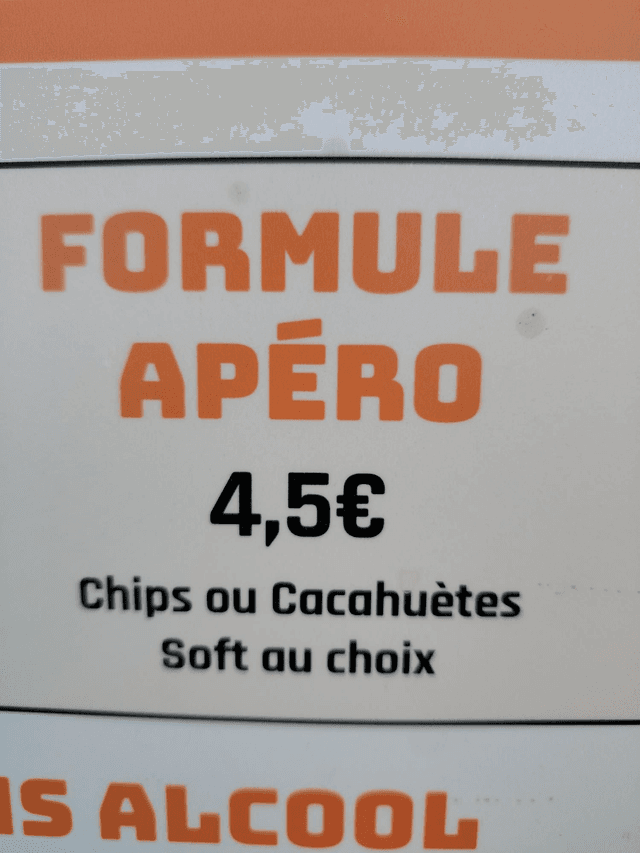 FORMULE
APÉRO
4,5€
Chips ou Cacahuètes
Soft au choix
ALCOOL